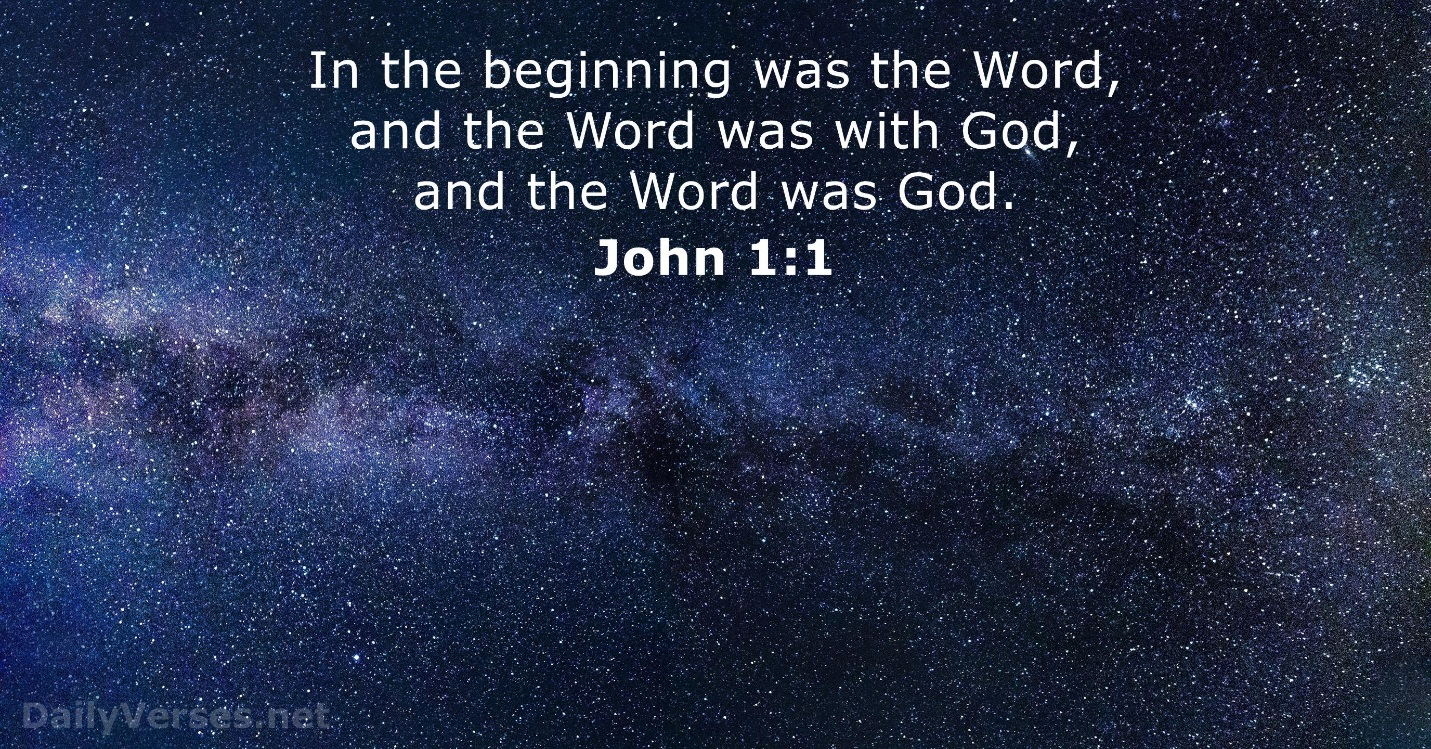 In the beginning was the Word,
and the Word was with God,
and the Word was God.
John 1:1
DailyVerses.net